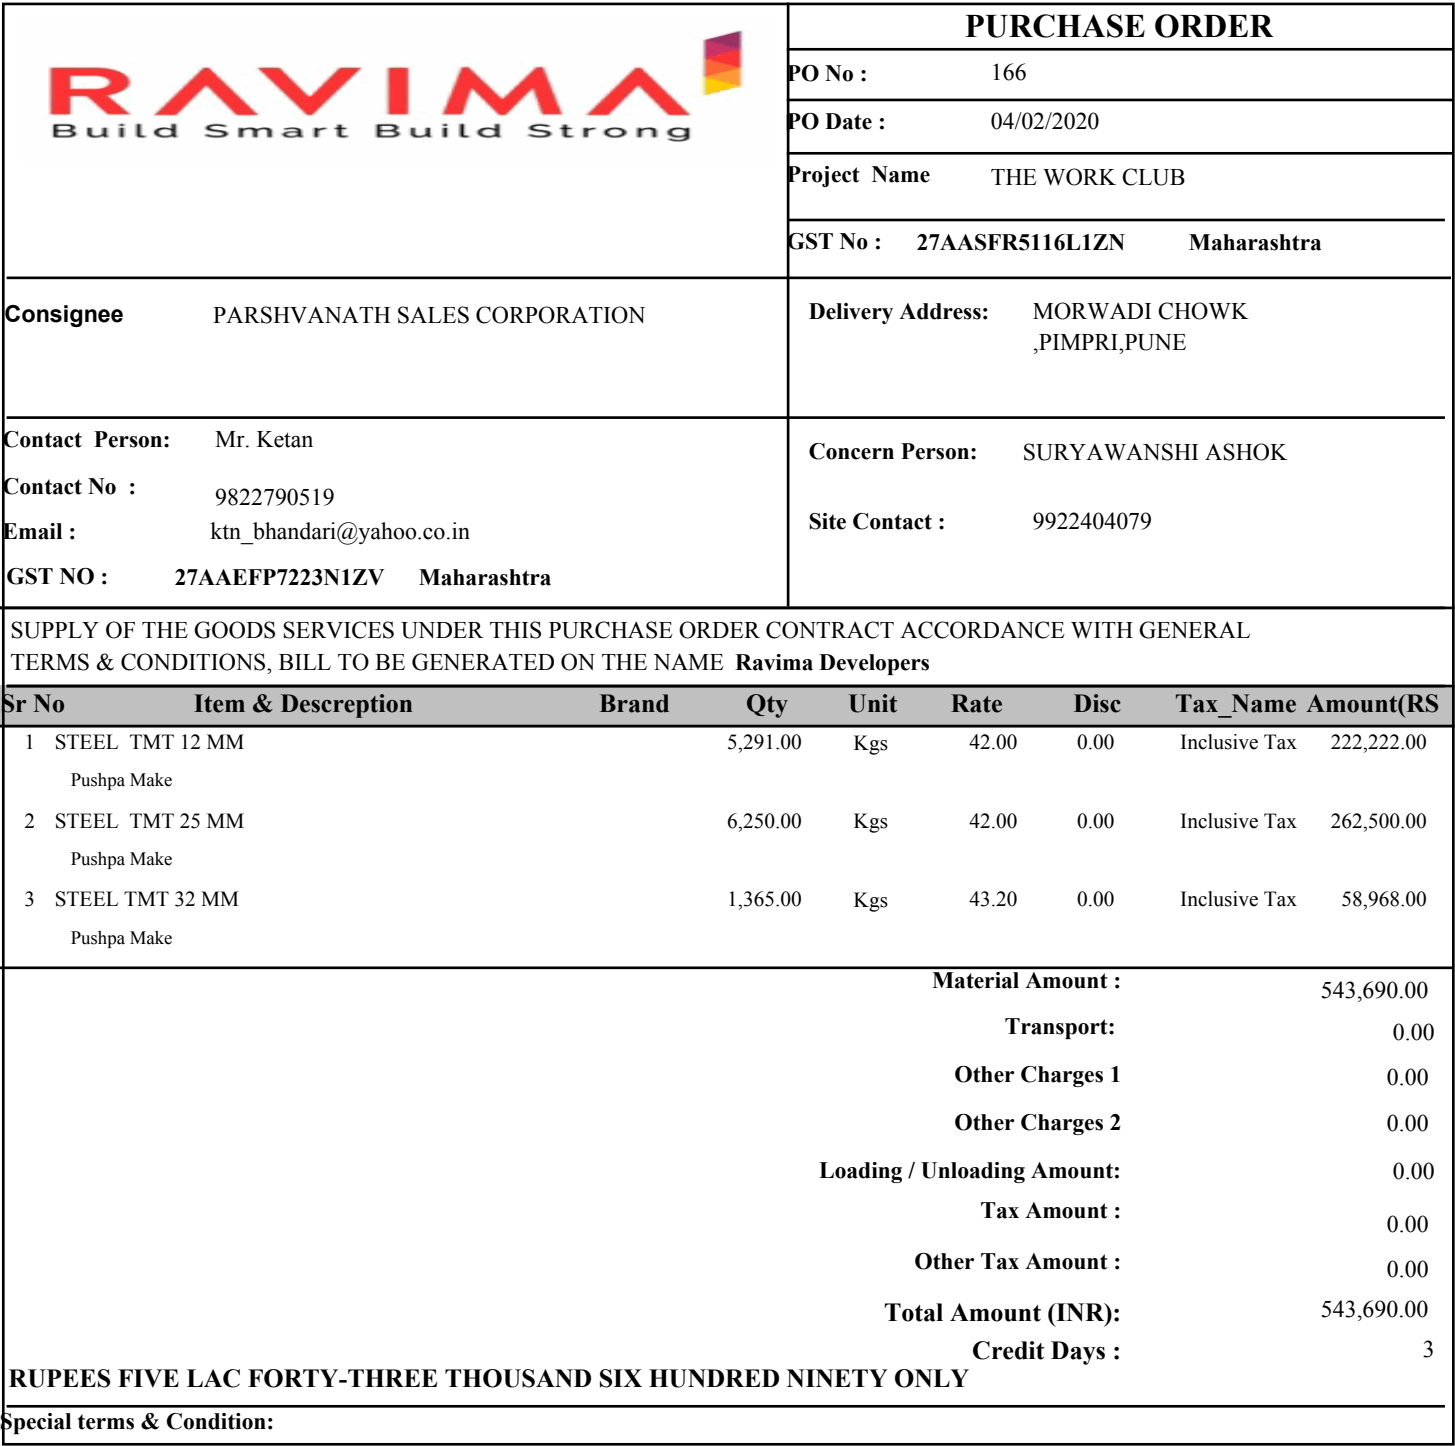 RAVIMA
Build Smart Build Strong
PURCHASE ORDER
PO No : 166
PO Date : 04/02/2020
Project Name THE WORK CLUB
GST No : 27AASFR5116L1ZN Maharashtra
Consignee PARSHVANATH SALES CORPORATION
Delivery Address: MORWADI CHOWK
,PIMPRI,PUNE
Contact Person: Mr. Ketan
Contact No : 9822790519
Email : ktn_bhandari@yahoo.co.in
GST NO : 27AAEFP7223N1ZV Maharashtra
Concern Person: SURYAWANSHI ASHOK
Site Contact : 9922404079
SUPPLY OF THE GOODS SERVICES UNDER THIS PURCHASE ORDER CONTRACT ACCORDANCE WITH GENERAL
TERMS & CONDITIONS, BILL TO BE GENERATED ON THE NAME Ravima Developers
Sr No Item & Descreption Brand Qty Unit Rate Disc Tax_Name Amount(RS
1 STEEL TMT 12 MM 5,291.00 Kgs 42.00 0.00 Inclusive Tax 222,222.00
Pushpa Make
2 STEEL TMT 25 MM 6,250.00 Kgs 42.00 0.00 Inclusive Tax 262,500.00
Pushpa Make
3 STEEL TMT 32 MM 1,365.00 Kgs 43.20 0.00 Inclusive Tax 58,968.00
Pushpa Make
Material Amount : 543,690.00
Transport: 0.00
Other Charges 1 0.00
Other Charges 2 0.00
Loading / Unloading Amount: 0.00
Tax Amount : 0.00
Other Tax Amount : 0.00
Total Amount (INR): 543,690.00
Credit Days : 3
RUPEES FIVE LAC FORTY-THREE THOUSAND SIX HUNDRED NINETY ONLY
Special terms & Condition: